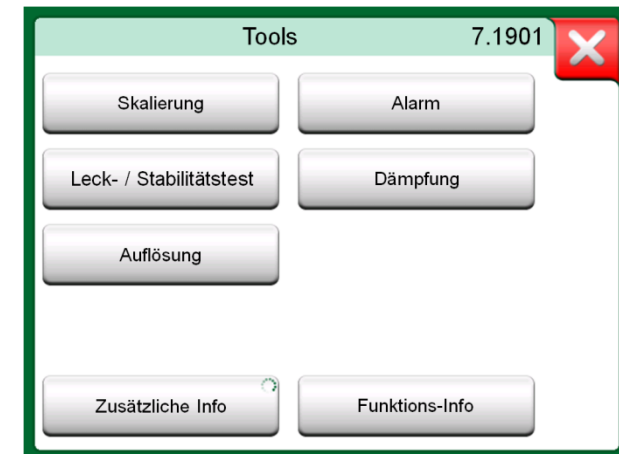 Tools 7.1901
Skalierung Alarm
Leck- / Stabilitätstest Dämpfung
Auflösung
Zusätzliche Info Funktions-Info